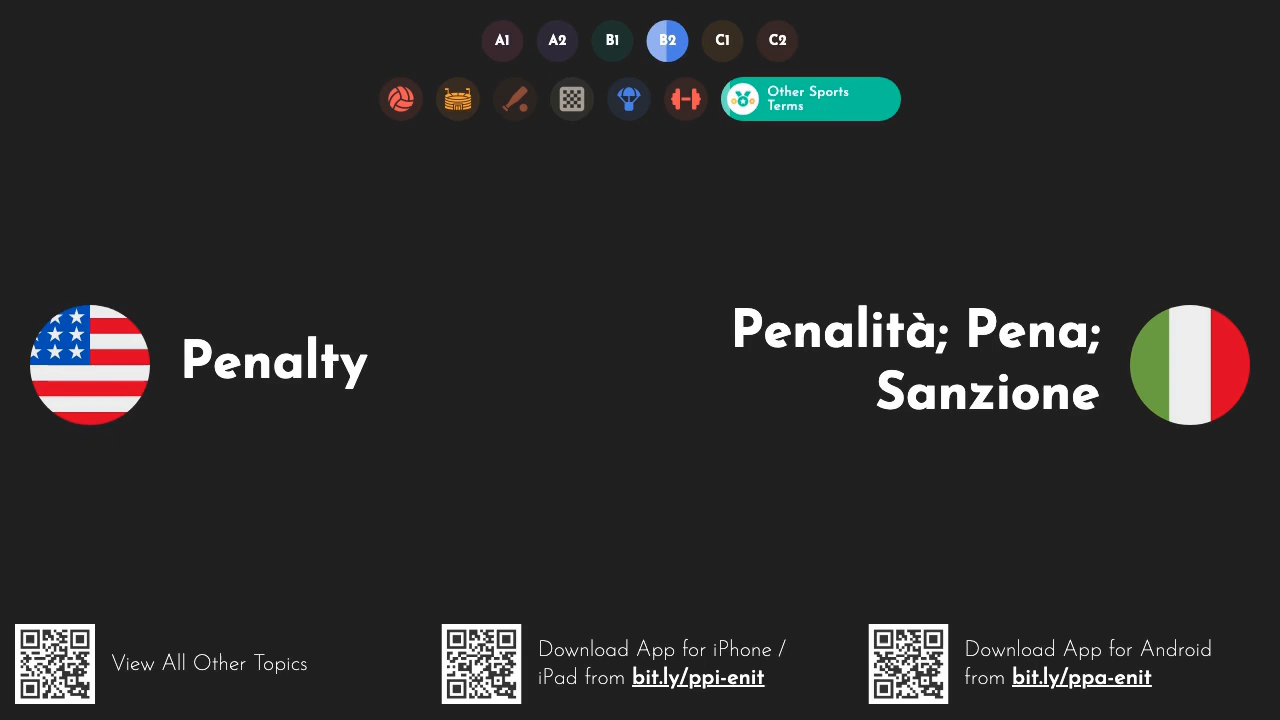 A1 A2 B1 B2 C1 C2
Other Sports
Terms
Penalty
Penalità; Pena;
Sanzione
View All Other Topics
Download App for iPhone /
iPad from bit.ly/ppi-enit
Download App for Android
from bit.ly/ppa-enit